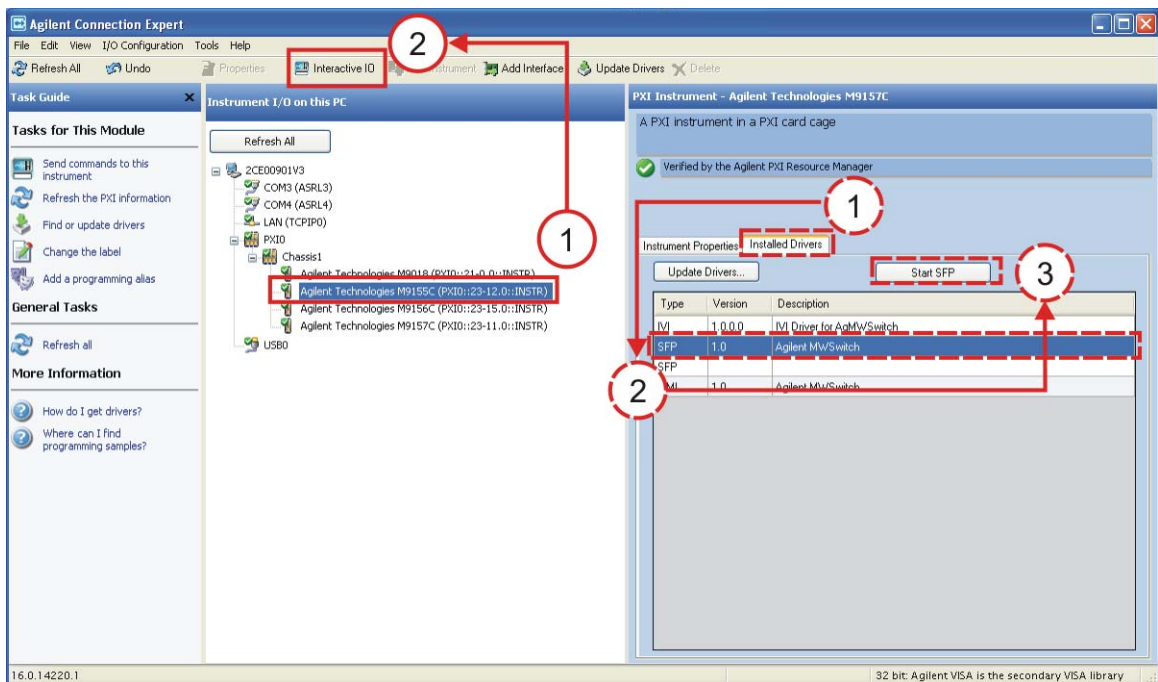 Agilent Connection Expert
File Edit View I/O Configuration Tools Help
Refresh All Undo Properties Interactive IO Instrument Add Interface Update Drivers Delete
2
Task Guide
Tasks for This Module
Send commands to this
instrument
Refresh the PXI information
Find or update drivers
Change the label
Add a programming alias
General Tasks
Refresh all
More Information
How do I get drivers?
Where can I find
programming samples?
Instrument I/O on this PC
Refresh All
2CE00901V3
COM3 (ASRL3)
COM4 (ASRL4)
LAN (TCPIP0)
PXI0
Chassis1
Agilent Technologies M9018 (PXI0::21-0.0::INSTR)
Agilent Technologies M9155C (PXI0::23-12.0::INSTR)
Agilent Technologies M9156C (PXI0::23-15.0::INSTR)
Agilent Technologies M9157C (PXI0::23-11.0::INSTR)
USB0
1
PXI Instrument - Agilent Technologies M9157C
A PXI instrument in a PXI card cage
Verified by the Agilent PXI Resource Manager
1
Instrument Properties Installed Drivers
Update Drivers... Start SFP
3
Type Version Description
IVI 1.0.0.0 IVI Driver for AgMWSwitch
SFP 1.0 Agilent MWSwitch
SFP
2
1.0 Agilent MWSwitch
16.0.14220.1
32 bit: Agilent VISA is the secondary VISA library